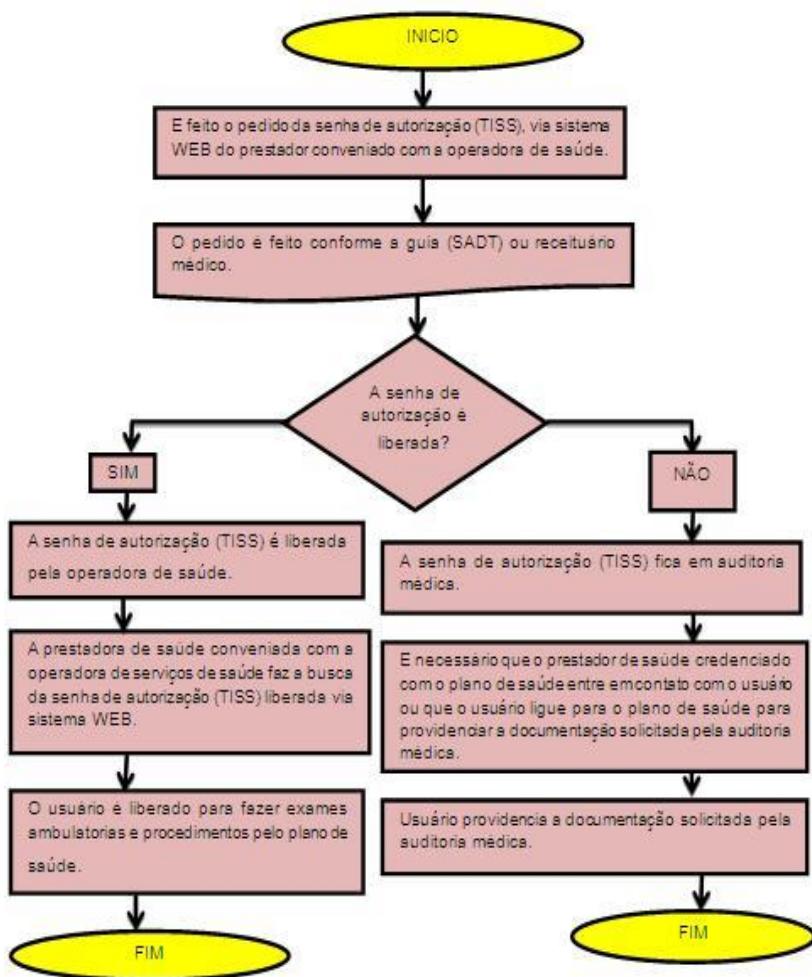 INICIO
E feito o pedido da senha de autorização (TISS), via sistema
WEB do prestador conveniado com a operadora de saúde.
O pedido é feito conforme a guia (SADT) ou receituário
médico.
A senha de
autorização é
liberada?
SIM
A senha de autorização (TISS) é liberada
pela operadora de saúde.
A prestadora de saúde conveniada com a
operadora de serviços de saúde faz a busca
da senha de autorização (TISS) liberada via
sistema WEB.
O usuário é liberado para fazer exames
ambulatorias e procedimentos pelo plano de
saúde.
FIM
NÃO
A senha de autorização (TISS) fica em auditoria
médica.
E necessário que o prestador de saúde credenciado
com o plano de saúde entre em contato com o usuário
ou que o usuário ligue para o plano de saúde para
providenciar a documentação solicitada pela auditoria
médica.
Usuário providencia a documentação solicitada pela
auditoria médica.
FIM